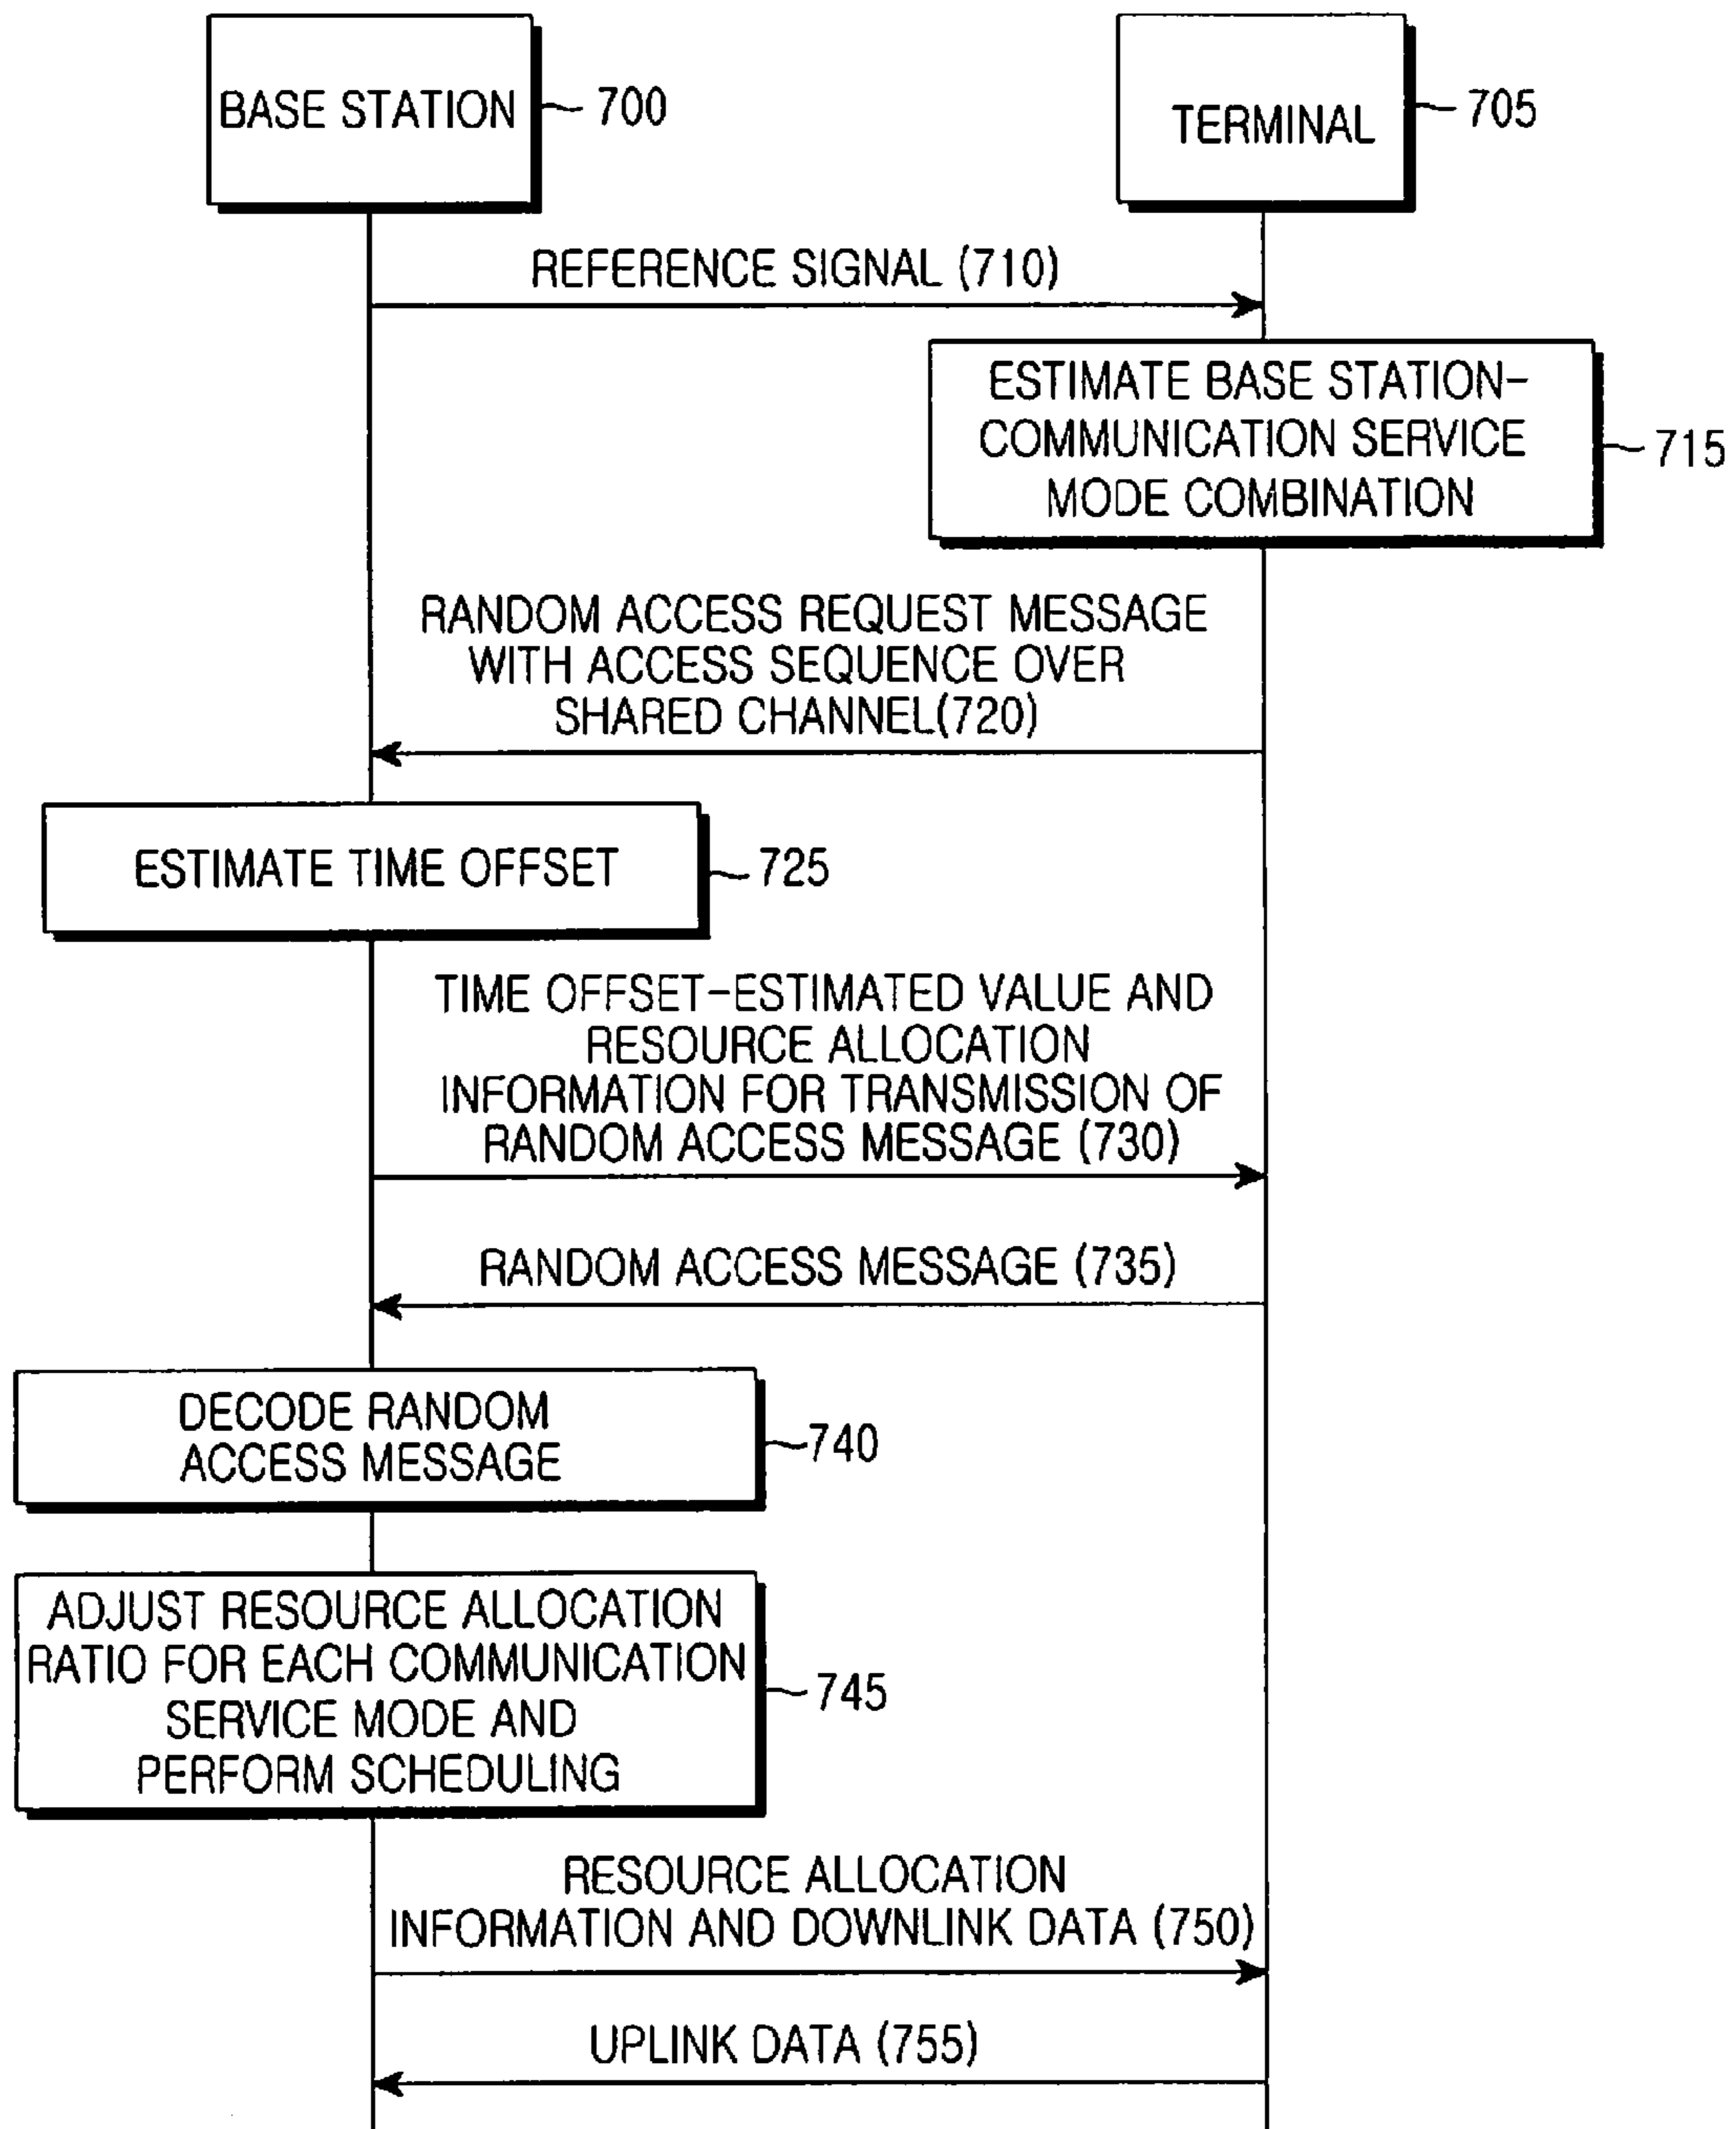 BASE STATION
700
TERMINAL
705
REFERENCE SIGNAL (710)
ESTIMATE BASE STATION-
COMMUNICATION SERVICE
MODE COMBINATION
715
RANDOM ACCESS REQUEST MESSAGE
WITH ACCESS SEQUENCE OVER
SHARED CHANNEL(720)
ESTIMATE TIME OFFSET
725
TIME OFFSET-ESTIMATED VALUE AND
RESOURCE ALLOCATION
INFORMATION FOR TRANSMISSION OF
RANDOM ACCESS MESSAGE (730)
RANDOM ACCESS MESSAGE (735)
DECODE RANDOM
ACCESS MESSAGE
740
ADJUST RESOURCE ALLOCATION
RATIO FOR EACH COMMUNICATION
SERVICE MODE AND
PERFORM SCHEDULING
745
RESOURCE ALLOCATION
INFORMATION AND DOWNLINK DATA (750)
UPLINK DATA (755)